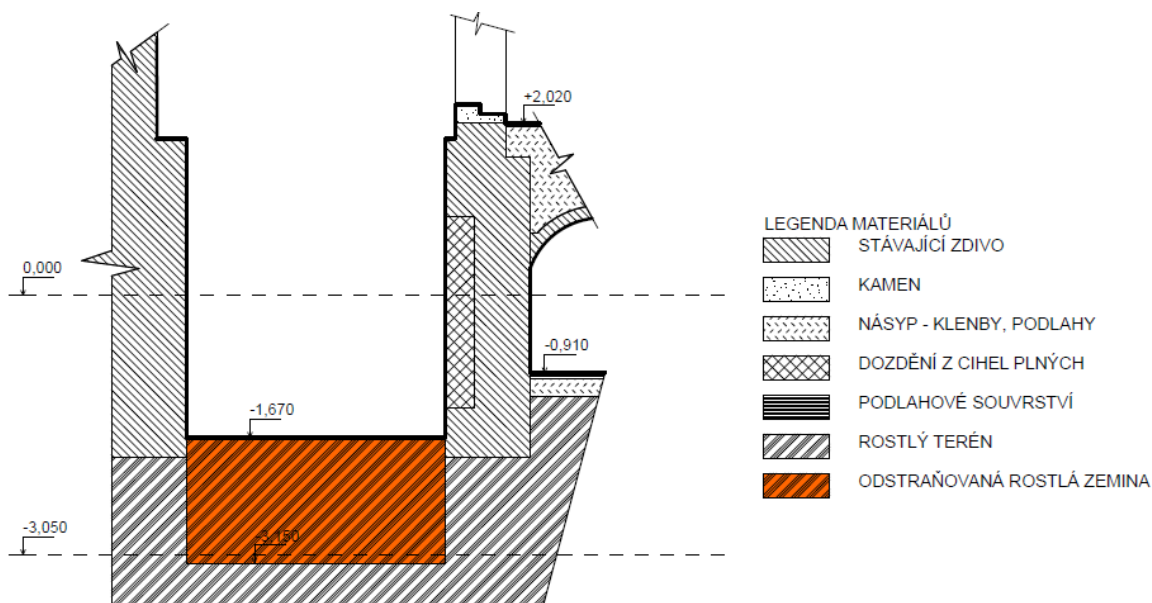 +2,020
0,000
-0,910
-1,670
-3,050
-3,150
LEGENDA MATERIÁLŮ
STÁVAJÍCÍ ZDIVO
KAMEN
NÁSYP - KLENBY, PODLAHY
DOZDĚNÍ Z CIHEL PLNÝCH
PODLAHOVÉ SOUVRSTVÍ
ROSTLÝ TERÉN
ODSTRAŇOVANÁ ROSTLÁ ZEMINA